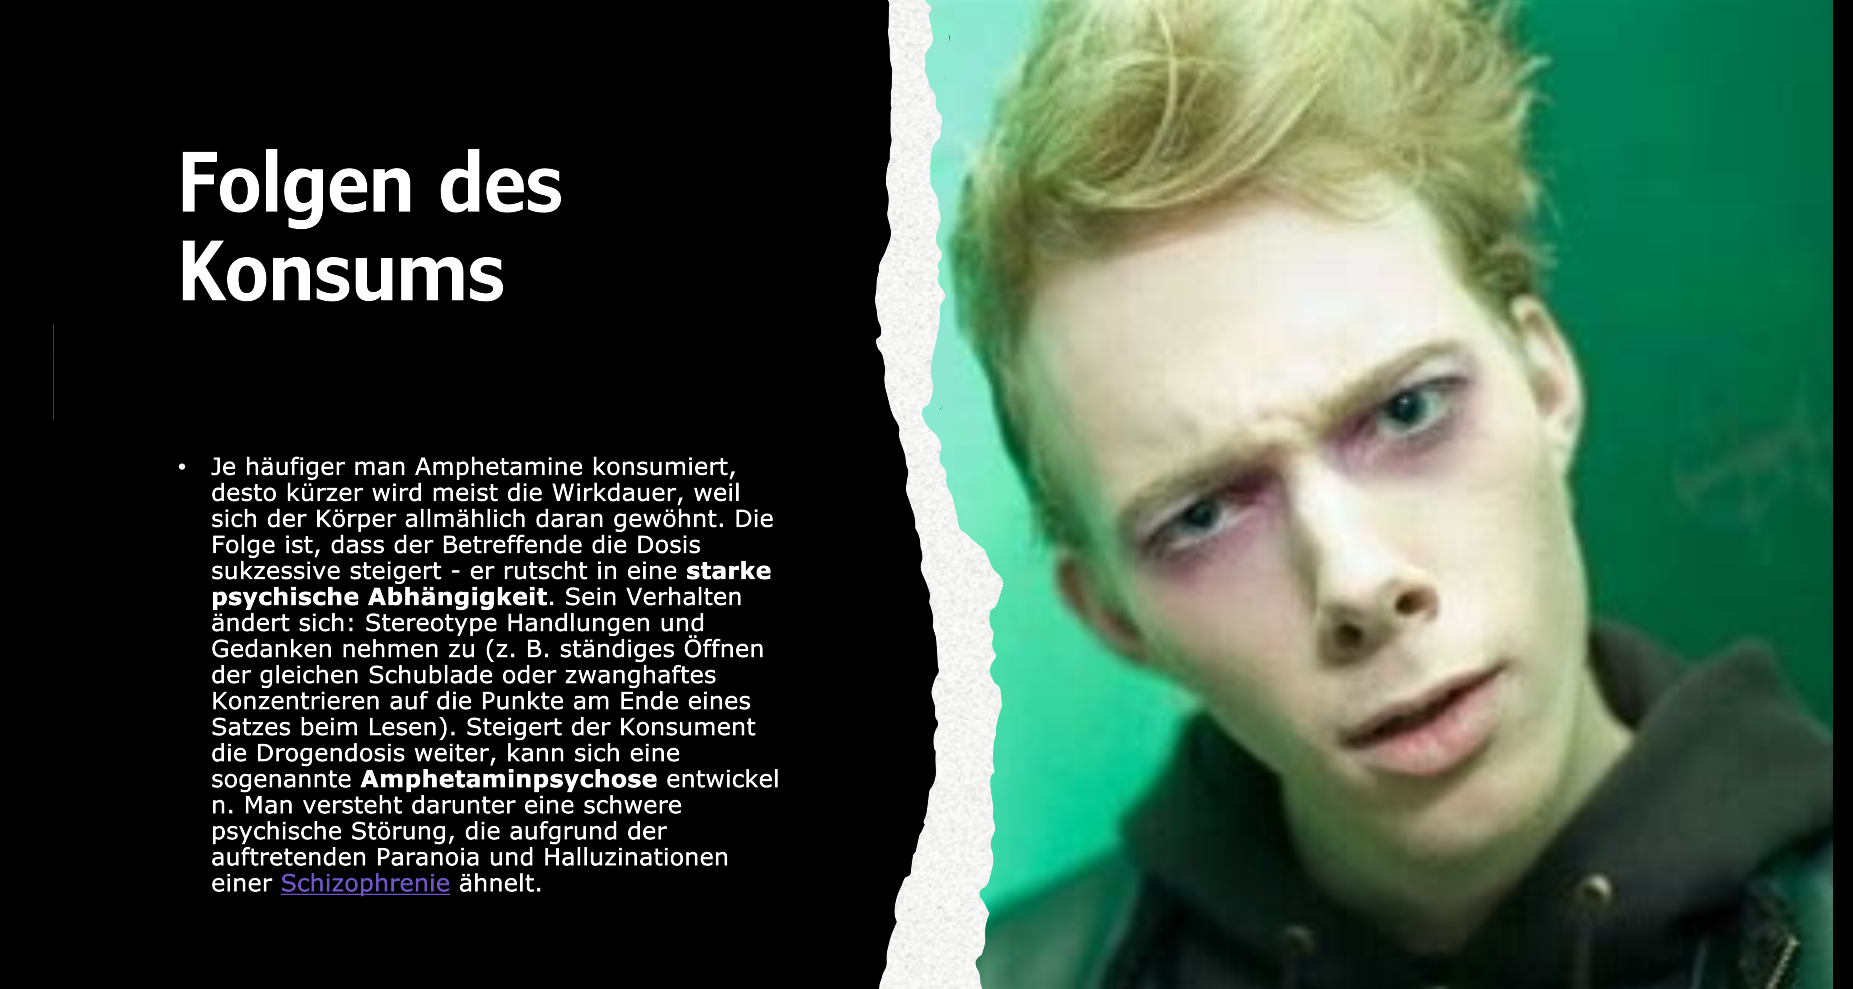 Folgen des
Konsums
• Je häufiger man Amphetamine konsumiert,
desto kürzer wird meist die Wirkdauer, weil
sich der Körper allmählich daran gewöhnt. Die
Folge ist, dass der Betreffende die Dosis
sukzessive steigert - er rutscht in eine starke
psychische Abhängigkeit. Sein Verhalten
ändert sich: Stereotype Handlungen und
Gedanken nehmen zu (z. B. ständiges Öffnen
der gleichen Schublade oder zwanghaftes
Konzentrieren auf die Punkte am Ende eines
Satzes beim Lesen). Steigert der Konsument
die Drogendosis weiter, kann sich eine
sogenannte Amphetaminpsychose entwickel
n. Man versteht darunter eine schwere
psychische Störung, die aufgrund der
auftretenden Paranoia und Halluzinationen
einer Schizophrenie ähnelt.